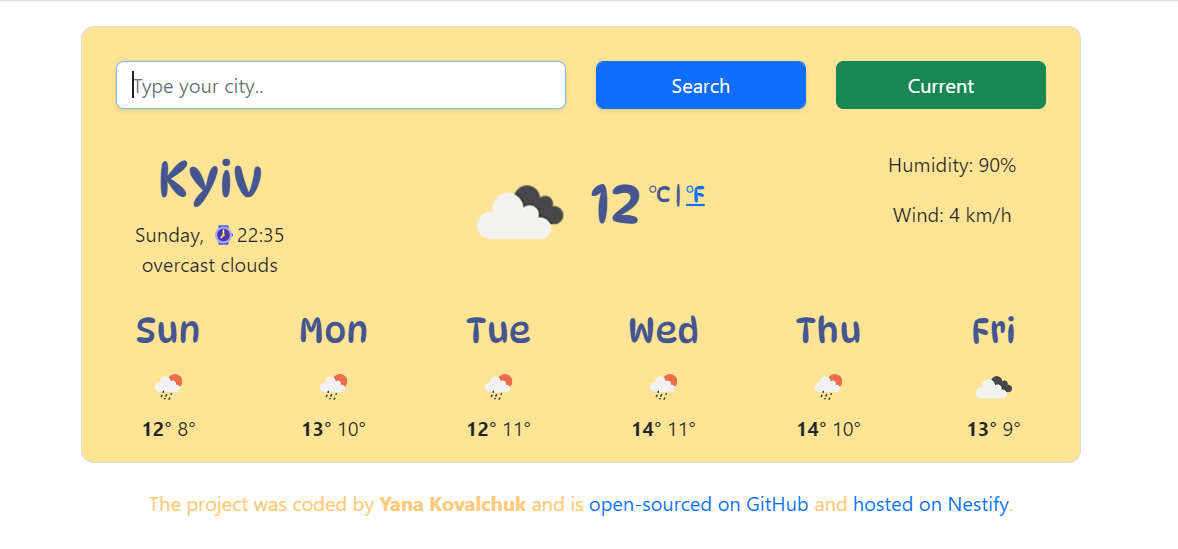 Type your city..
Search
Current
Kyiv
Sunday, 22:35
overcast clouds
12 °C|°F
Humidity: 90%
Wind: 4 km/h
Sun Mon Tue Wed Thu Fri
12° 8° 13° 10° 12° 11° 14° 11° 14° 10° 13° 9°
The project was coded by Yana Kovalchuk and is open-sourced on GitHub and hosted on Nestify.